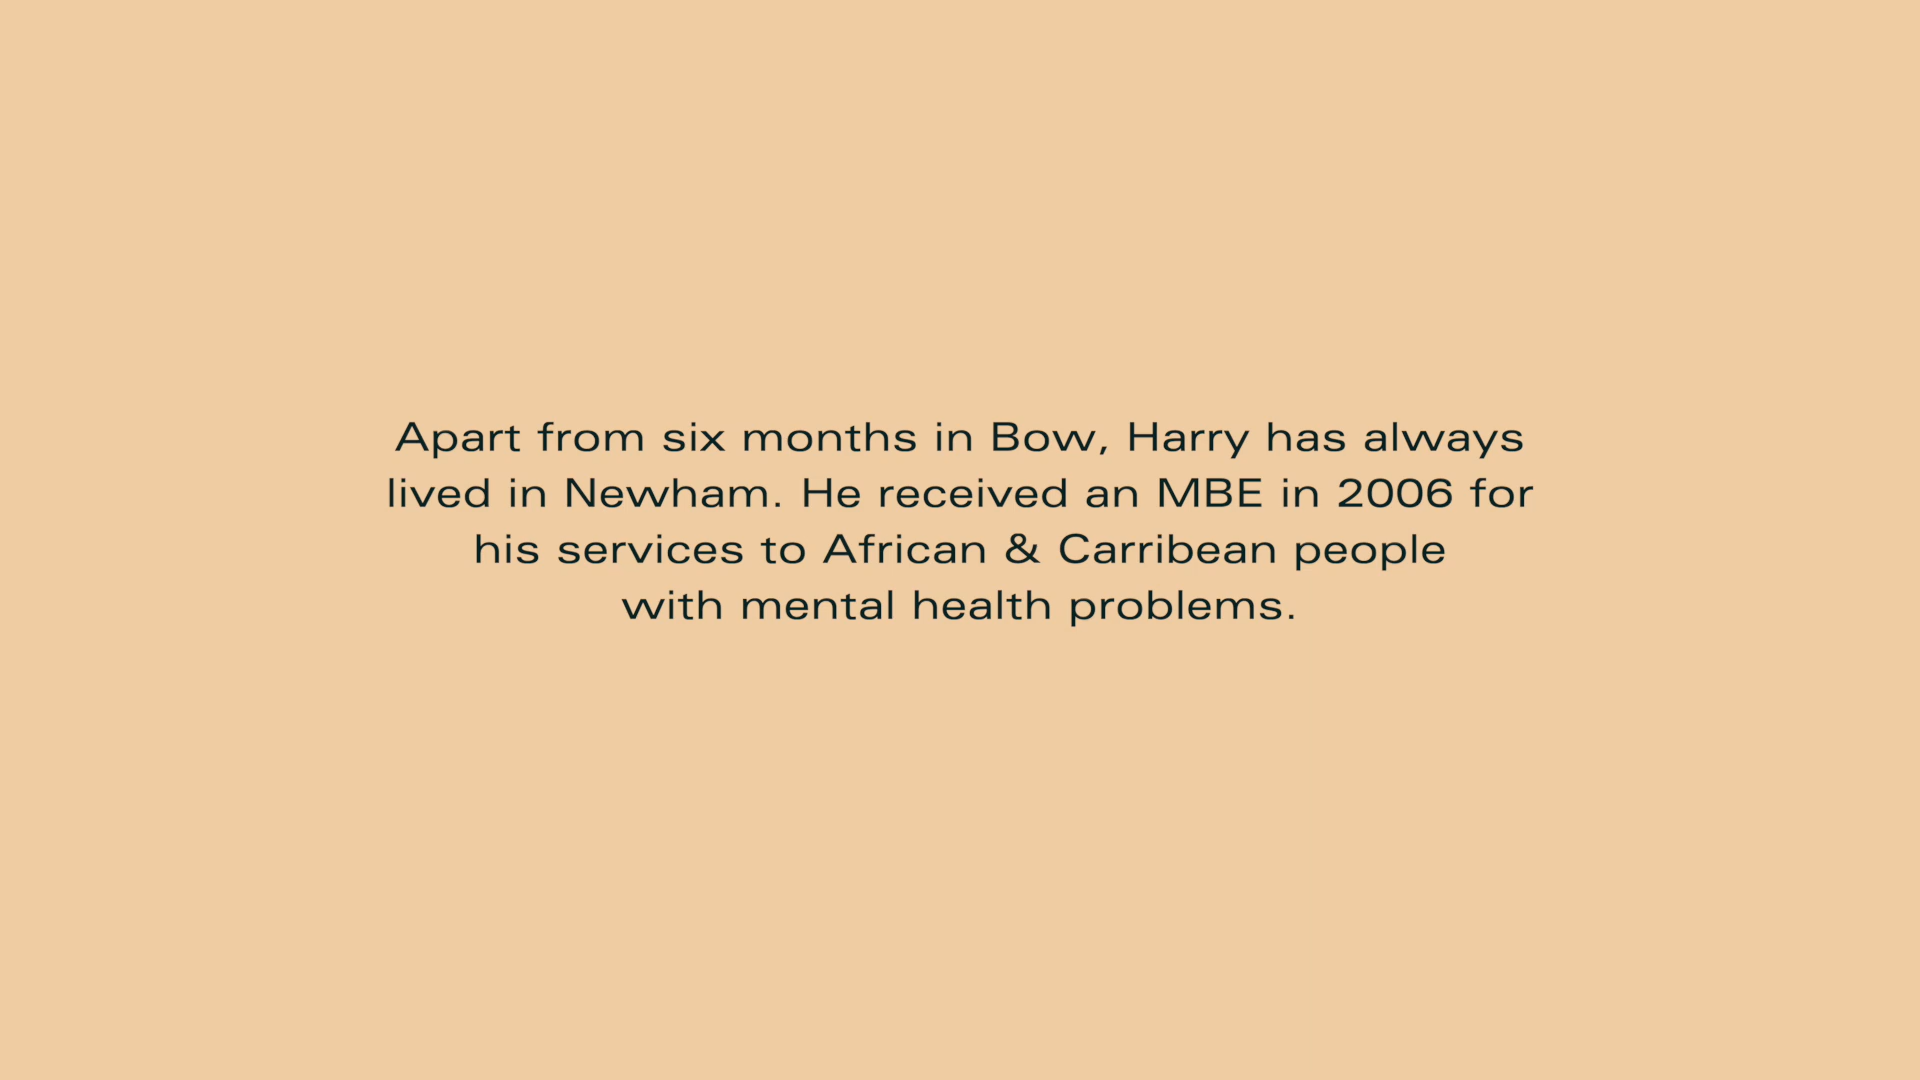 Apart from six months in Bow, Harry has always
lived in Newham. He received an MBE in 2006 for
his services to African & Carribean people
with mental health problems.